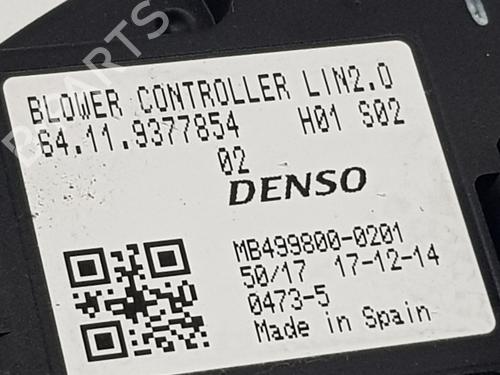 BLOWER CONTROLLER LIN2.0
64.11.9377854 H01 S02
02
DENSO
MB499800-0201
50/17 17-12-14
0473-5
Made in Spain